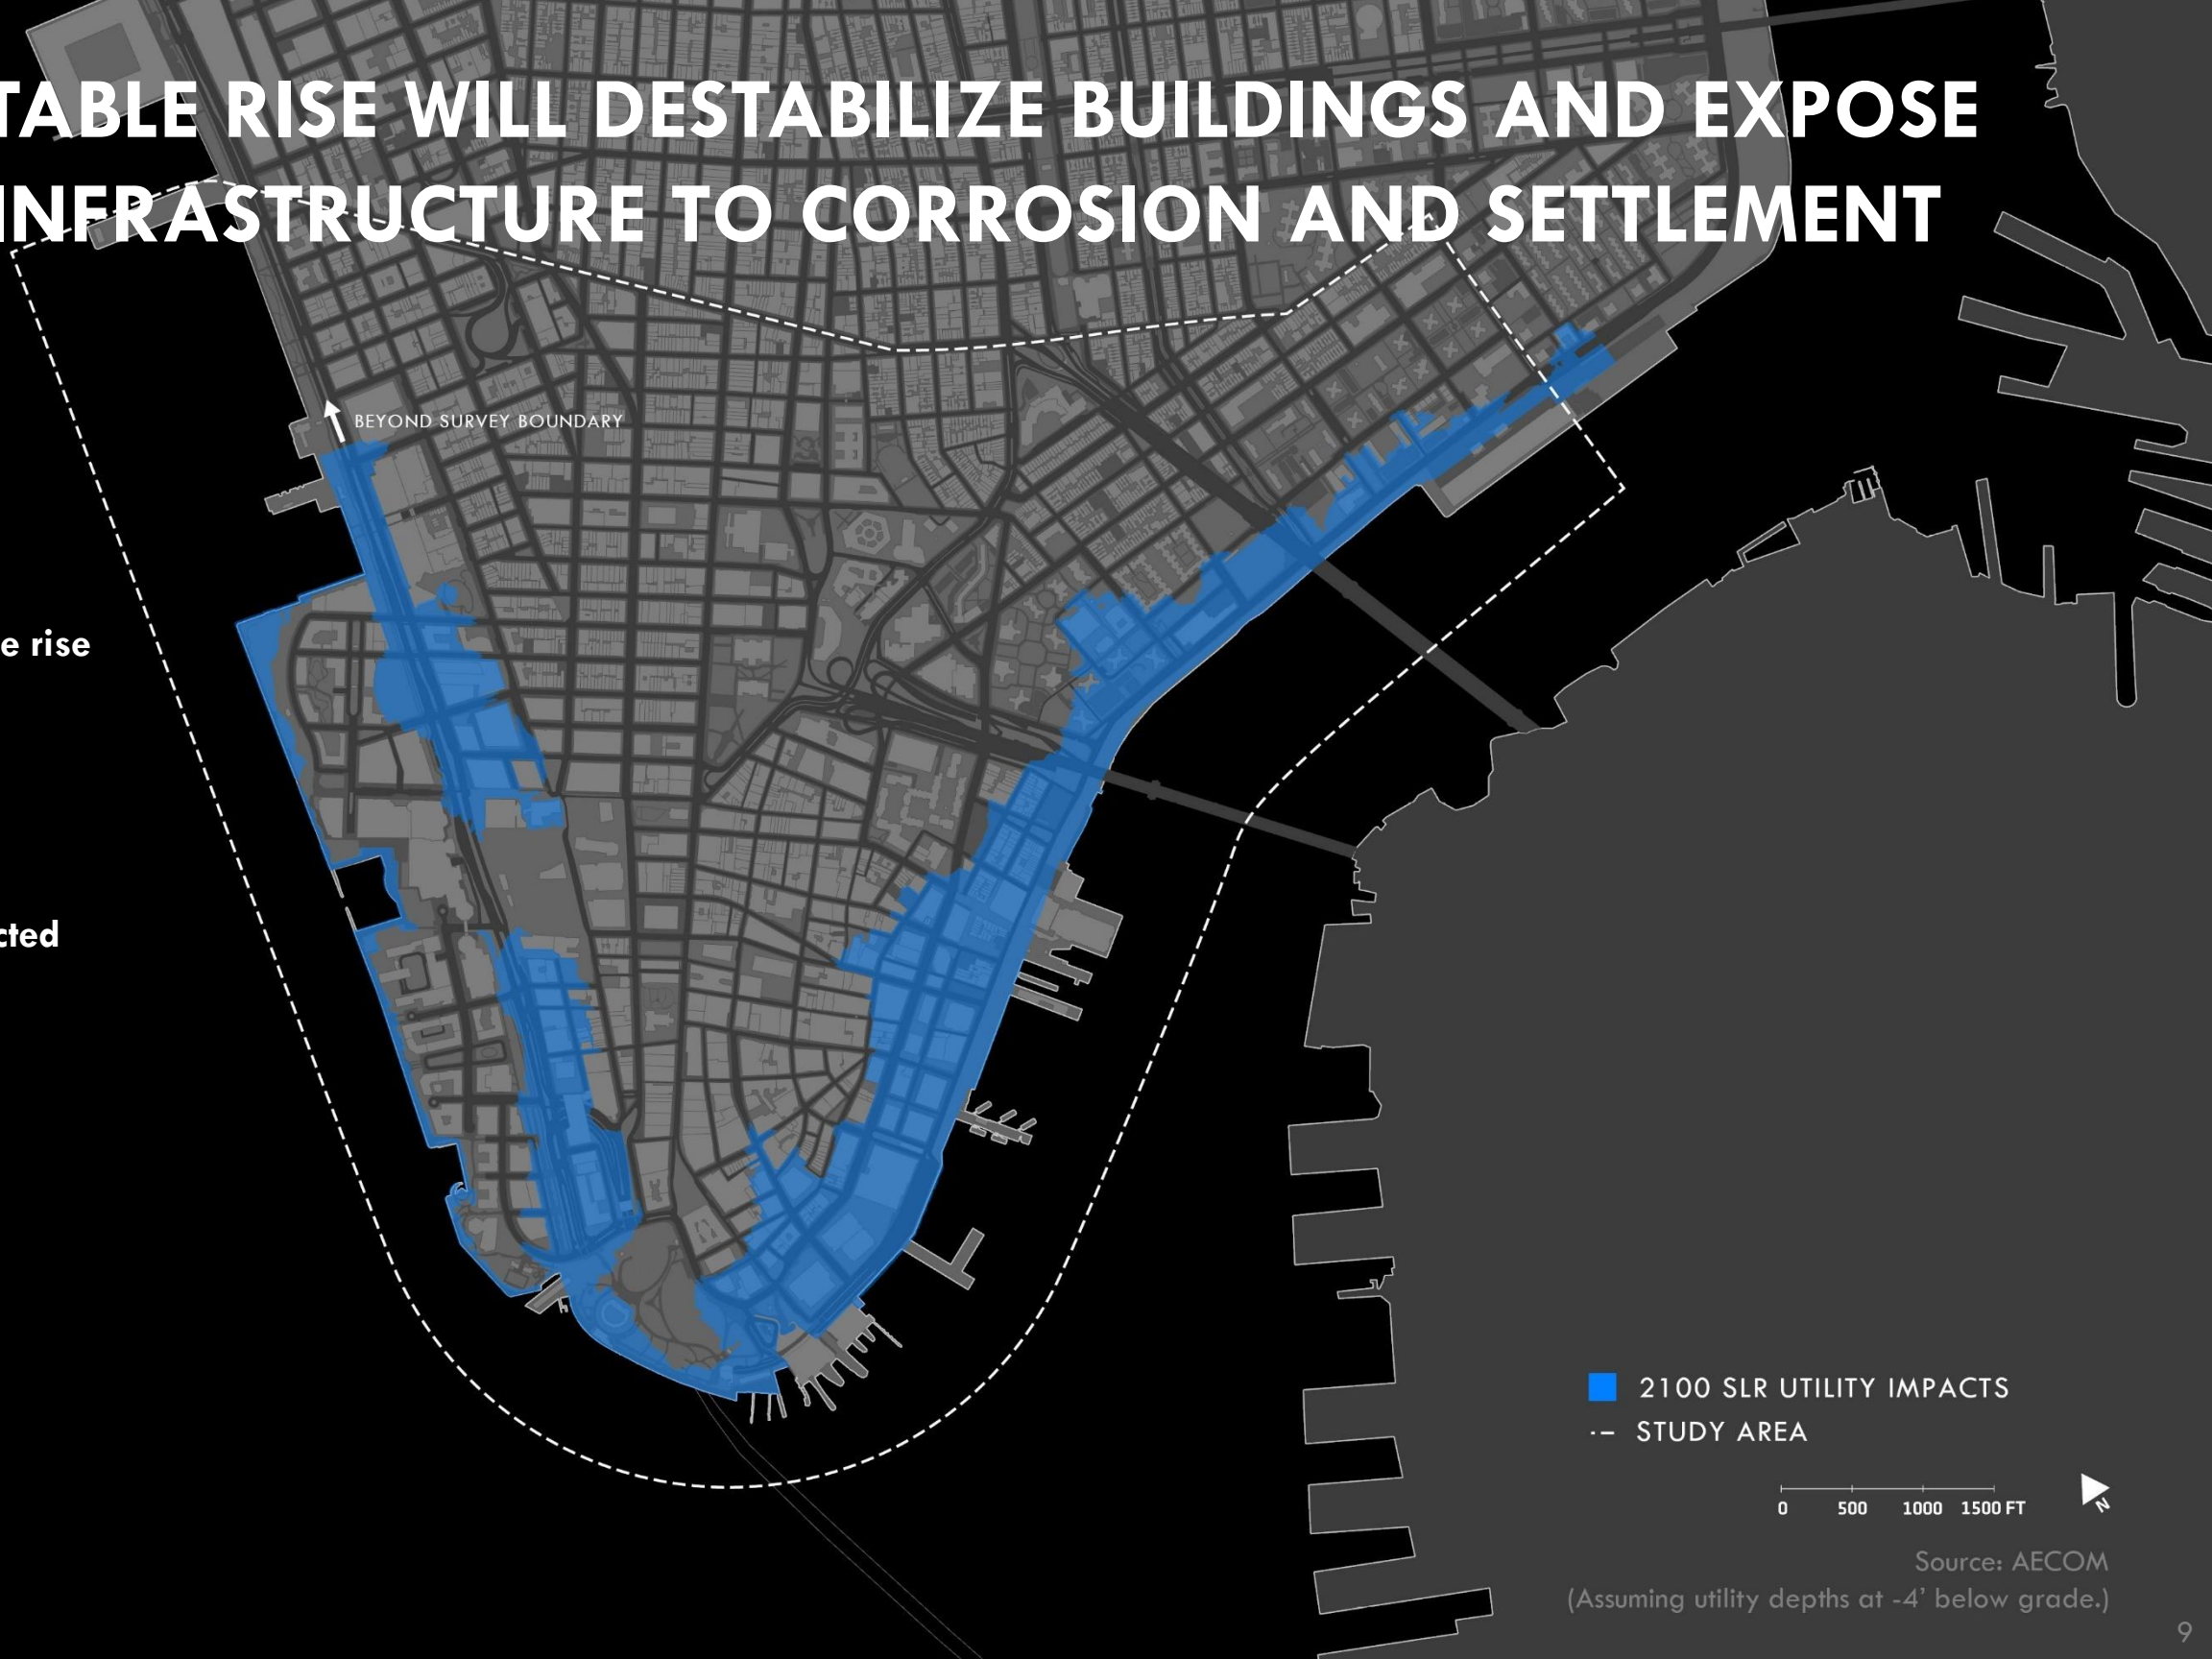 TABLE RISE WILL DESTABILIZE BUILDINGS AND EXPOSE
INFRASTRUCTURE TO CORROSION AND SETTLEMENT
BEYOND SURVEY BOUNDARY
e rise
cted
2100 SLR UTILITY IMPACTS
STUDY AREA
0 500 1000 1500 FT
N
Source: AECOM
(Assuming utility depths at -4’ below grade.)
9